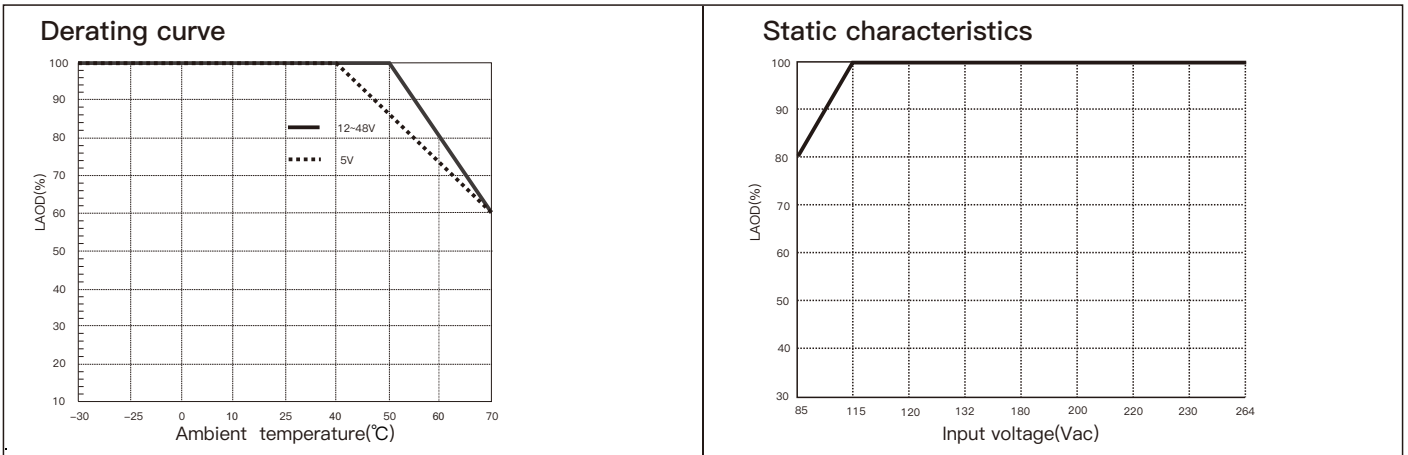 Derating curve
100
90
80
70
60
50
40
30
20
10
LAOD(%)
12~48V
5V
-30 -25 0 10 25 40 50 60 70
Ambient temperature(℃)
Static characteristics
100
90
80
70
60
50
40
30
LAOD(%)
85 115 120 132 180 200 220 230 264
Input voltage(Vac)